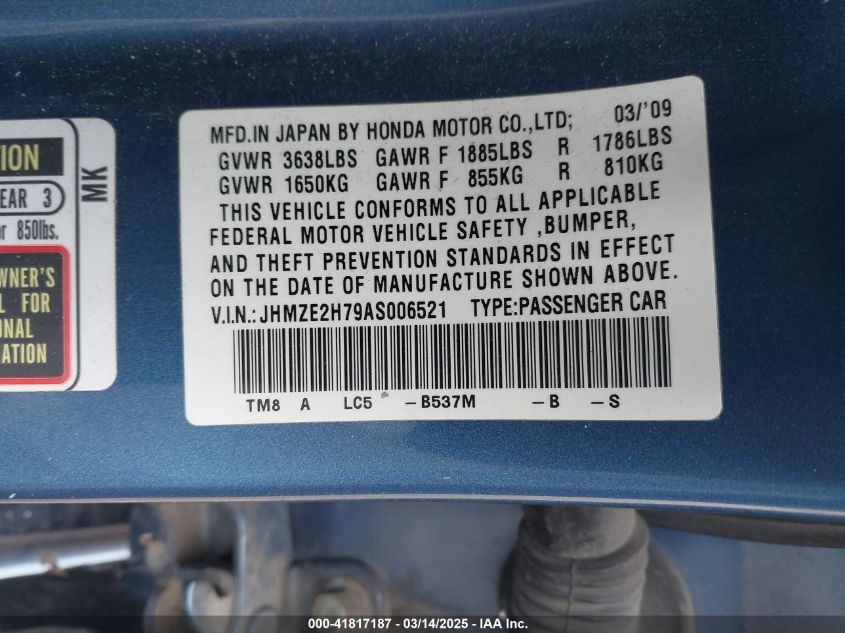 MFD.IN JAPAN BY HONDA MOTOR CO.,LTD; 03/'09
GVWR 3638LBS GAWR F 1885LBS R 1786LBS
GVWR 1650KG GAWR F 855KG R 810KG
THIS VEHICLE CONFORMS TO ALL APPLICABLE
FEDERAL MOTOR VEHICLE SAFETY ,BUMPER,
AND THEFT PREVENTION STANDARDS IN EFFECT
ON THE DATE OF MANUFACTURE SHOWN ABOVE.
V.I.N.:JHMZE2H79AS006521 TYPE:PASSENGER CAR
TM8 A LC5 -B537M -B -S
TION
EAR 3
or 850lbs.
MK
WNER'S
L FOR
ONAL
ATION
000-41817187 - 03/14/2025 - IAA, Inc.